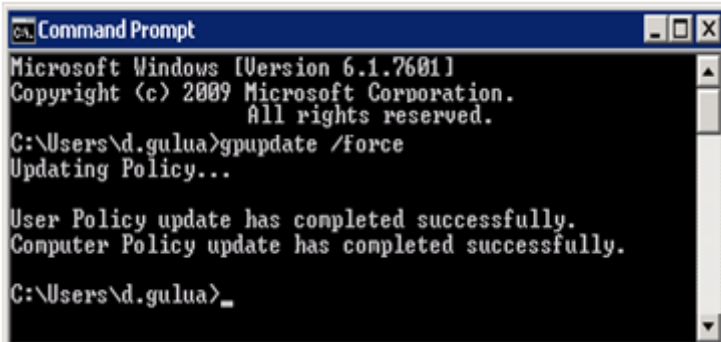 Command Prompt
Microsoft Windows [Version 6.1.7601]
Copyright (c) 2009 Microsoft Corporation.
All rights reserved.
C:\Users\d.gulua>gpupdate /force
Updating Policy...
User Policy update has completed successfully.
Computer Policy update has completed successfully.
C:\Users\d.gulua>_